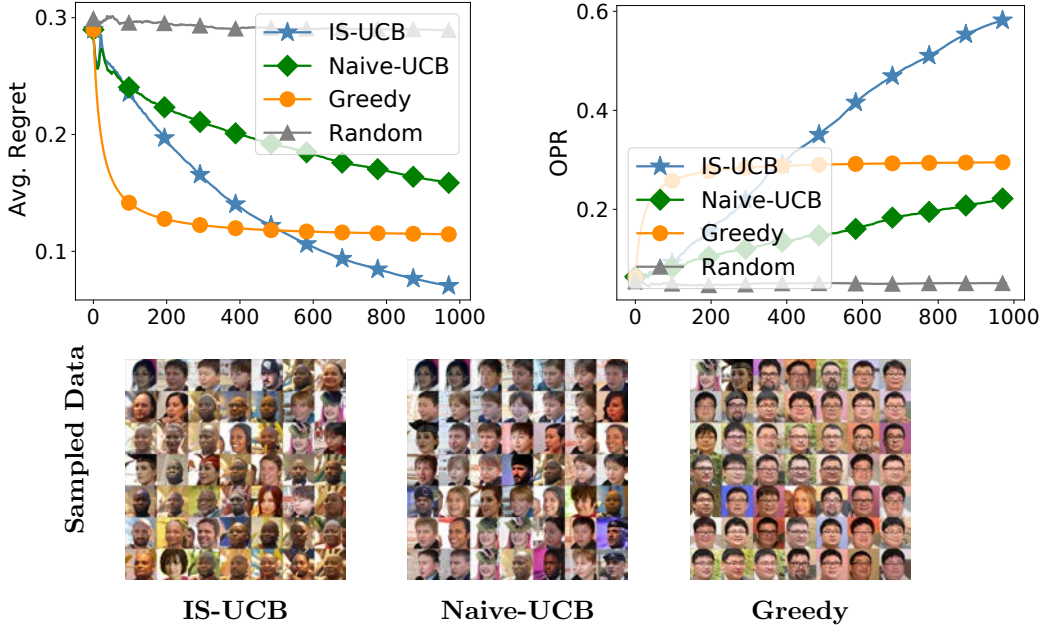 0.3
0.2
0.1
Avg. Regret
IS-UCB
Naive-UCB
Greedy
Random
0
200
400
600
800
1000
0.6
0.4
0.2
OPR
IS-UCB
Naive-UCB
Greedy
Random
0
200
400
600
800
1000
Sampled Data
IS-UCB
Naive-UCB
Greedy